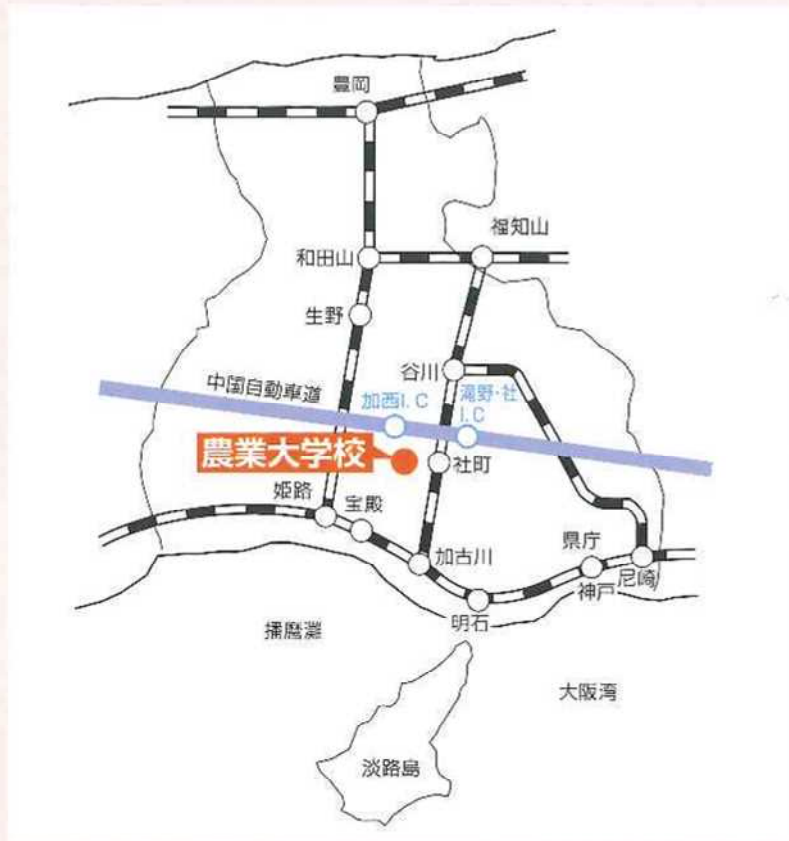 豊岡
福知山
和田山
生野
谷川
中国自動車道
加西I.C
滝野・社
I.C
農業大学校
社町
姫路
宝殿
加古川
県庁
神戸
尼崎
明石
播磨灘
大阪湾
淡路島